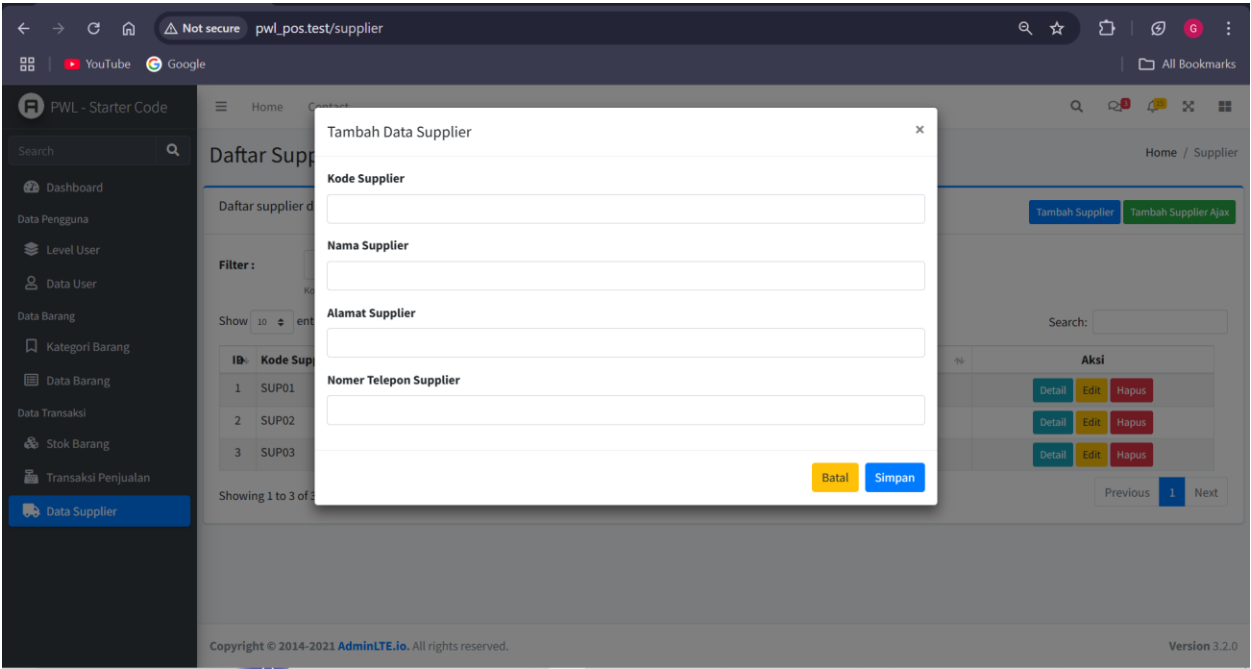 Not secure pwl_pos.test/supplier
G
YouTube Google All Bookmarks
PWL - Starter Code
Home Contact
Tambah Data Supplier ×
Search
Daftar Supp
Home / Supplier
Dashboard
Kode Supplier
Data Pengguna
Daftar supplier d
Tambah Supplier Tambah Supplier Ajax
Level User
Nama Supplier
Filter :
Data User
Ko
Data Barang
Alamat Supplier
Show 10 ent
Search:
Kategori Barang
ID Kode Supp
Aksi
Data Barang
Nomer Telepon Supplier
1 SUP01 Detail Edit Hapus
Data Transaksi
2 SUP02 Detail Edit Hapus
Stok Barang
3 SUP03 Detail Edit Hapus
Transaksi Penjualan
Batal Simpan
Showing 1 to 3 of 3
Previous 1 Next
Data Supplier
Copyright © 2014-2021 AdminLTE.io. All rights reserved.
Version 3.2.0